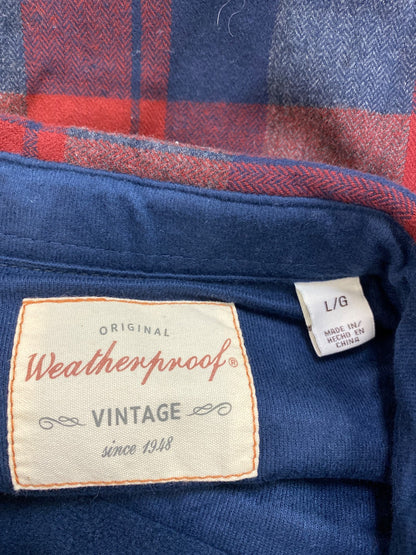 ORIGINAL
Weatherproof®
VINTAGE
since 1948
L/G
MADE IN/
HECHO EN
CHINA